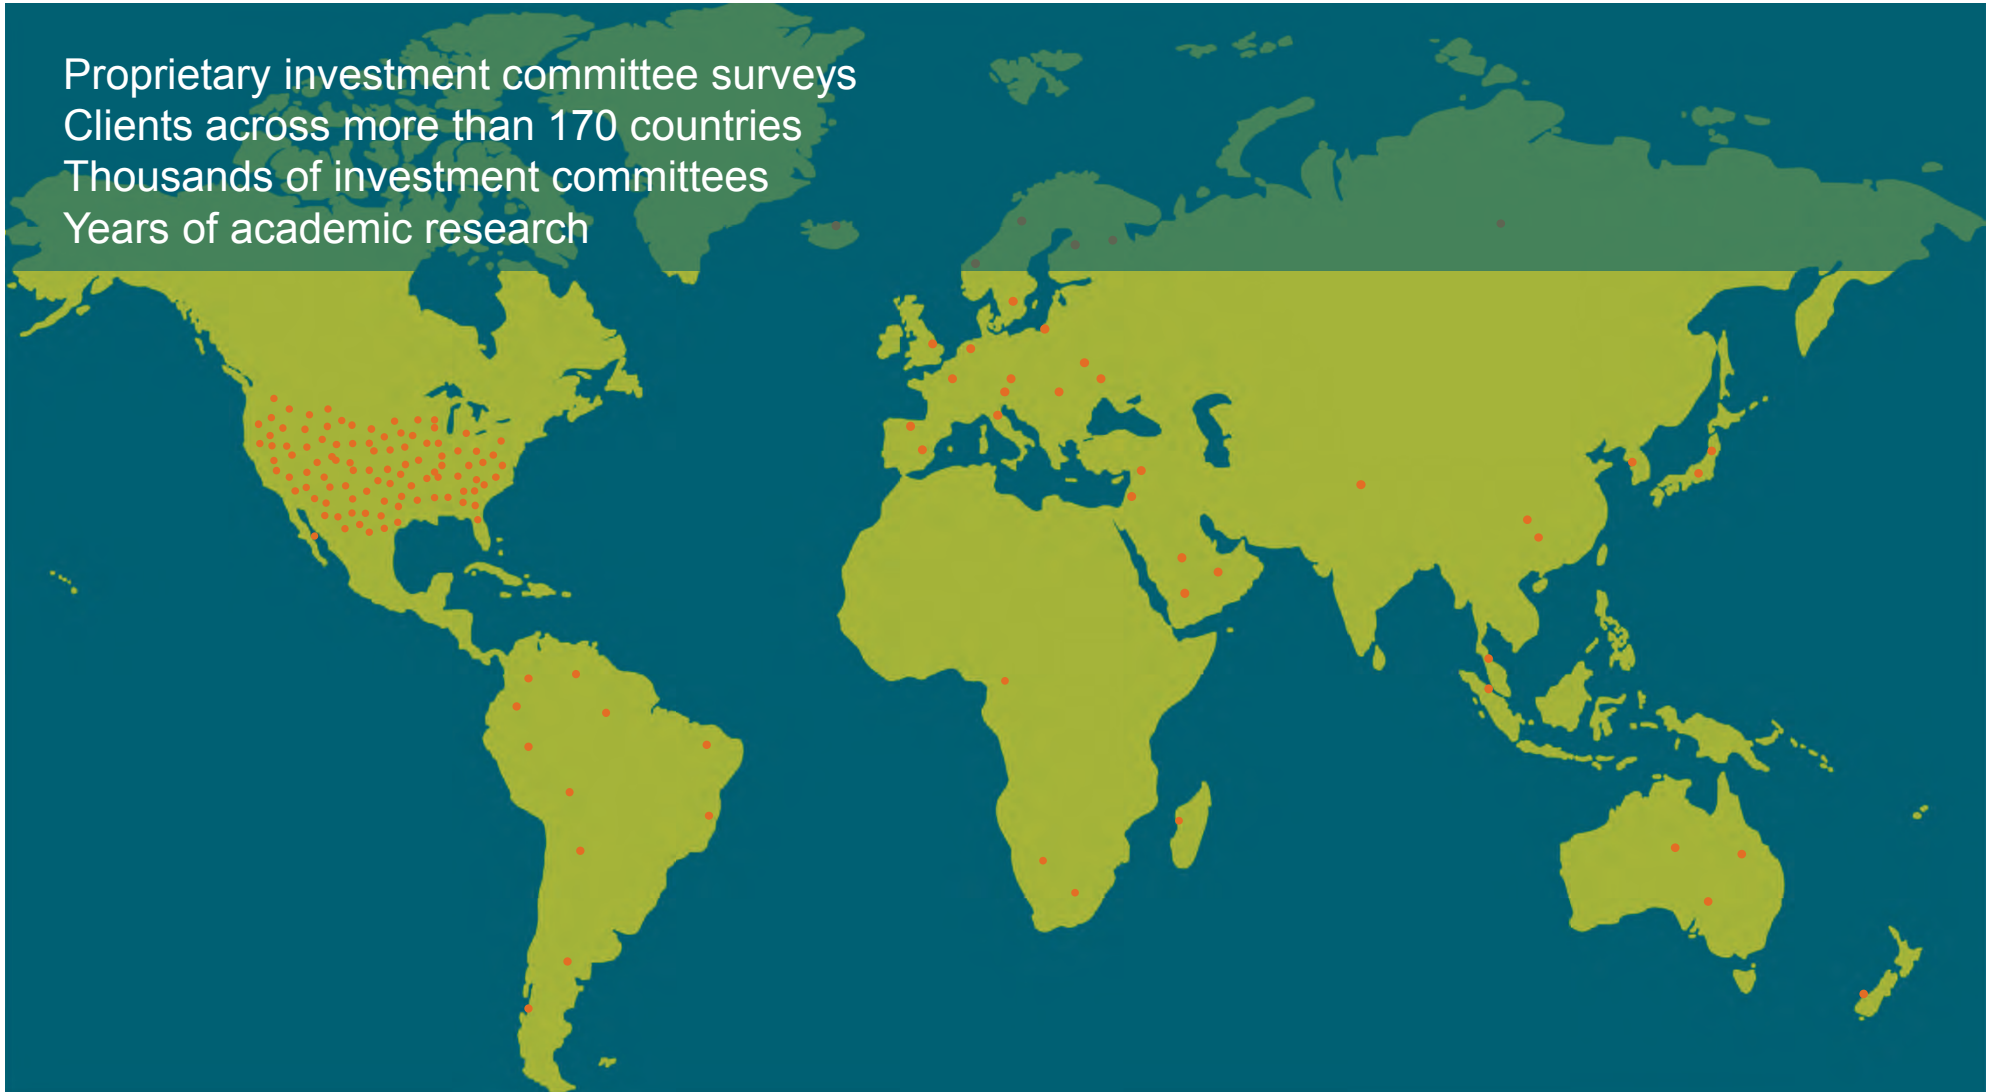 Proprietary investment committee surveys
Clients across more than 170 countries
Thousands of investment committees
Years of academic research